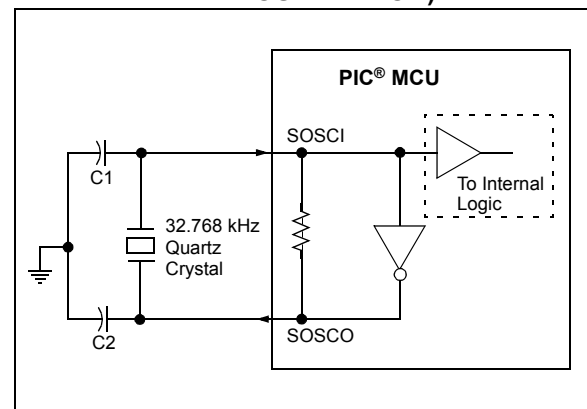 PIC® MCU
SOSCI
C1
To Internal
Logic
32.768 kHz
Quartz
Crystal
C2
SOSCO